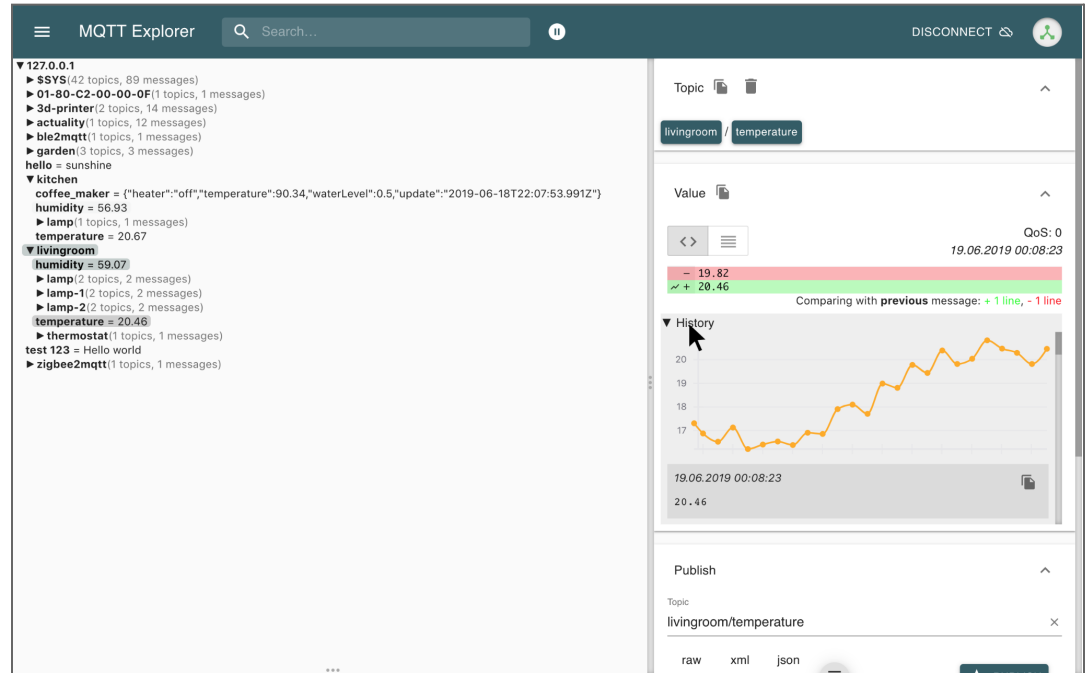 MQTT Explorer
Search...
DISCONNECT
▼ 127.0.0.1
▶ $SYS(42 topics, 89 messages)
▶ 01-80-C2-00-00-0F(1 topics, 1 messages)
▶ 3d-printer(2 topics, 14 messages)
▶ actuality(1 topics, 12 messages)
▶ ble2mqtt(1 topics, 1 messages)
▶ garden(3 topics, 3 messages)
hello = sunshine
▼ kitchen
coffee_maker = {"heater":"off","temperature":90.34,"waterLevel":0.5,"update":"2019-06-18T22:07:53.991Z"}
humidity = 56.93
▶ lamp(1 topics, 1 messages)
temperature = 20.67
▼ livingroom
humidity = 59.07
▶ lamp(2 topics, 2 messages)
▶ lamp-1(2 topics, 2 messages)
▶ lamp-2(2 topics, 2 messages)
temperature = 20.46
▶ thermostat(1 topics, 1 messages)
test 123 = Hello world
▶ zigbee2mqtt(1 topics, 1 messages)
Topic
livingroom / temperature
Value
<>
QoS: 0
19.06.2019 00:08:23
- 19.82
+ 20.46
Comparing with previous message: + 1 line, - 1 line
▼ History
20
19
18
17
19.06.2019 00:08:23
20.46
Publish
Topic
livingroom/temperature
raw xml json